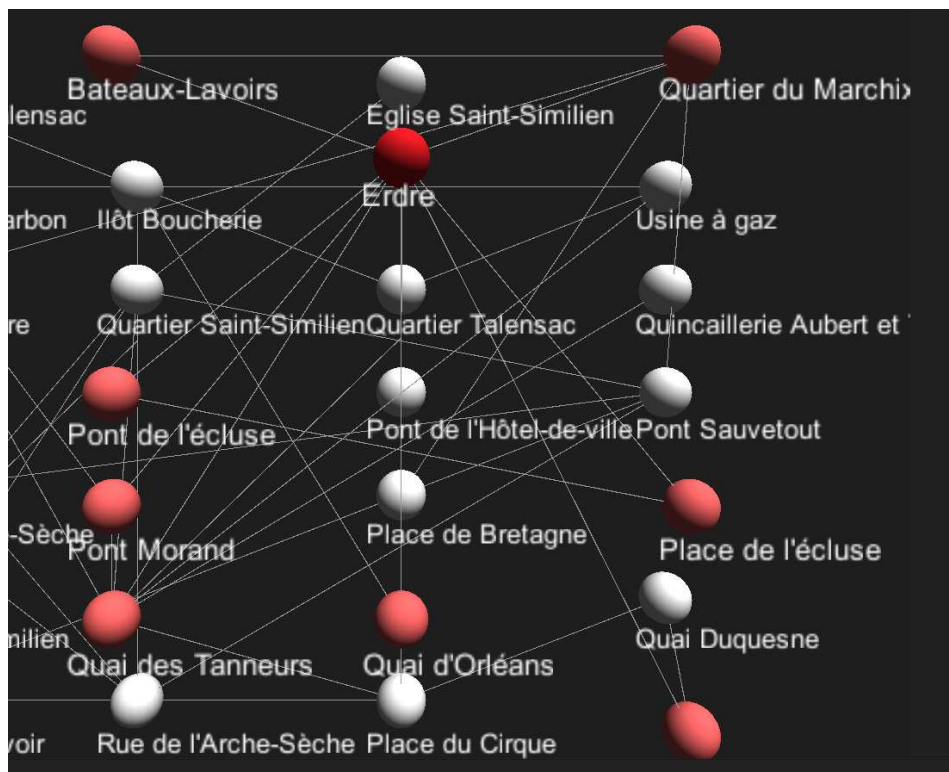 Bateaux-Lavoirs
Quartier du Marchix
lensac
Eglise Saint-Similien
Erdre
arbon
Ilôt Boucherie
Usine à gaz
re
Quartier Saint-Similien
Quartier Talensac
Quincaillerie Aubert et
Pont de l'écluse
Pont de l'Hôtel-de-ville
Pont Sauvetout
-Sèche
Pont Morand
Place de Bretagne
Place de l'écluse
milien
Quai des Tanneurs
Quai d'Orléans
Quai Duquesne
voir
Rue de l'Arche-Sèche
Place du Cirque